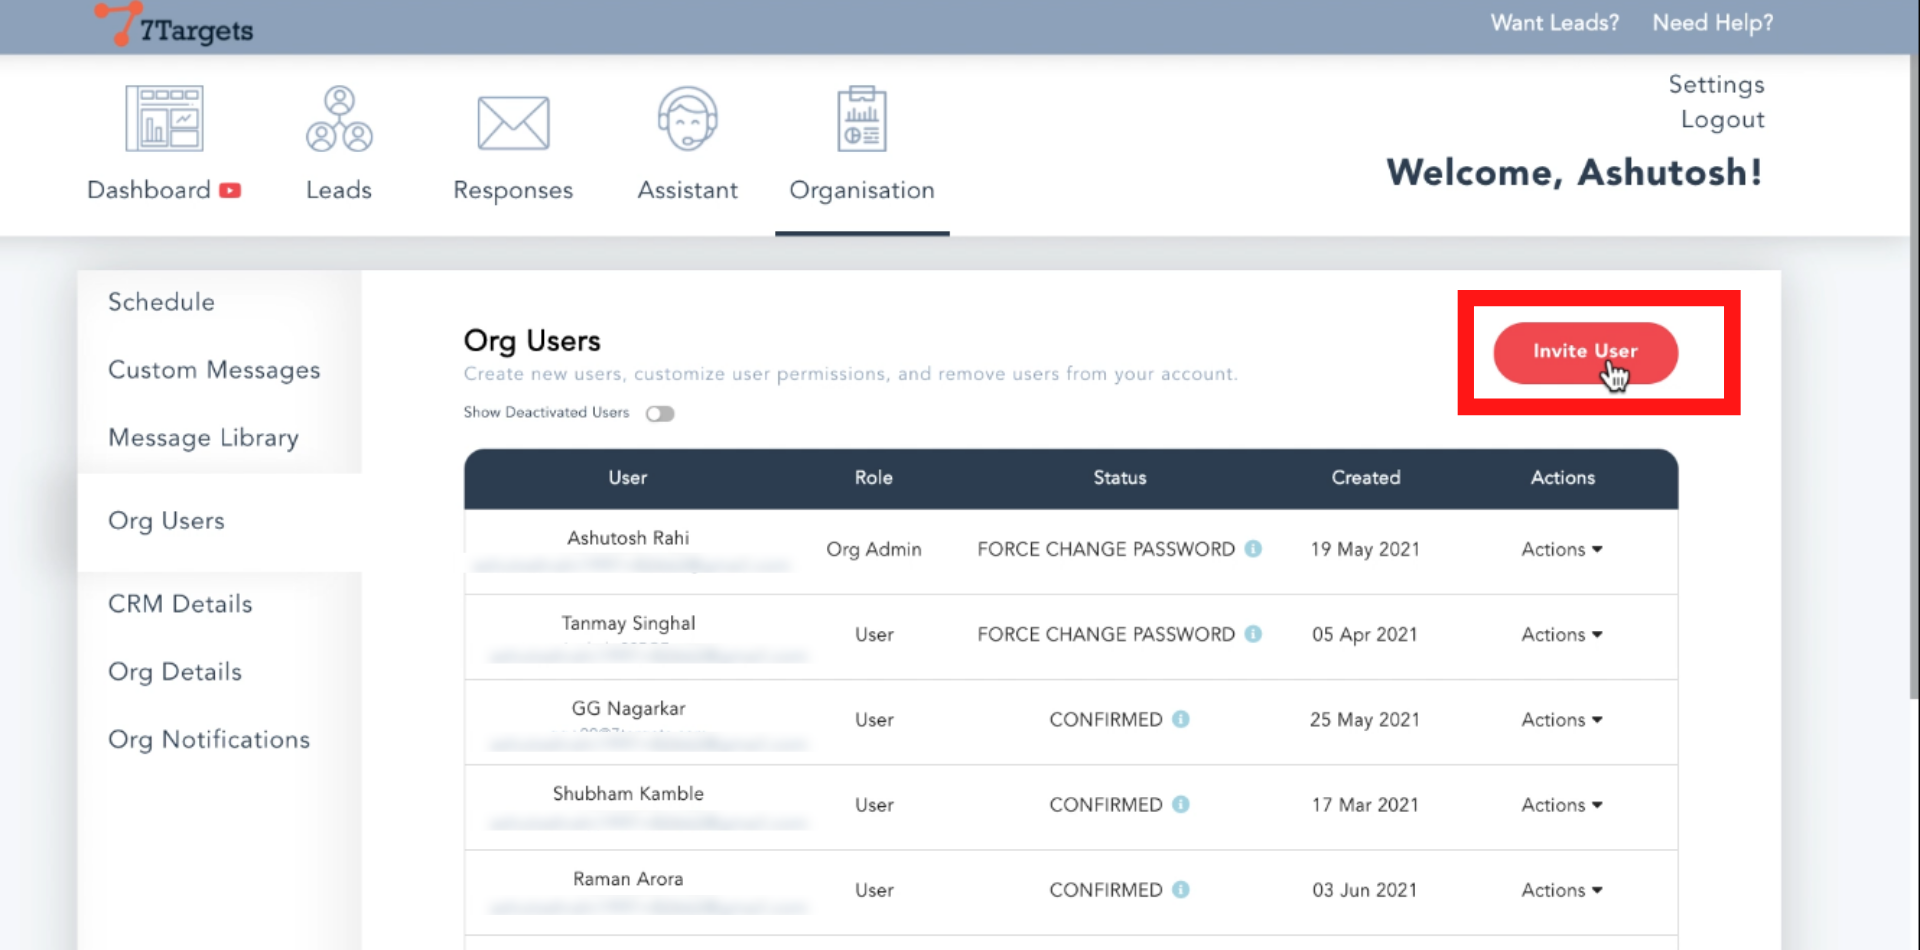 7Targets
Want Leads? Need Help?
Settings
Logout
Welcome, Ashutosh!
Dashboard Leads Responses Assistant Organisation
Schedule
Custom Messages
Message Library
Org Users
CRM Details
Org Details
Org Notifications
Org Users
Invite User
Create new users, customize user permissions, and remove users from your account.
Show Deactivated Users
User Role Status Created Actions
Ashutosh Rahi
Org Admin FORCE CHANGE PASSWORD 19 May 2021 Actions
Tanmay Singhal
User FORCE CHANGE PASSWORD 05 Apr 2021 Actions
GG Nagarkar
User CONFIRMED 25 May 2021 Actions
Shubham Kamble
User CONFIRMED 17 Mar 2021 Actions
Raman Arora
User CONFIRMED 03 Jun 2021 Actions